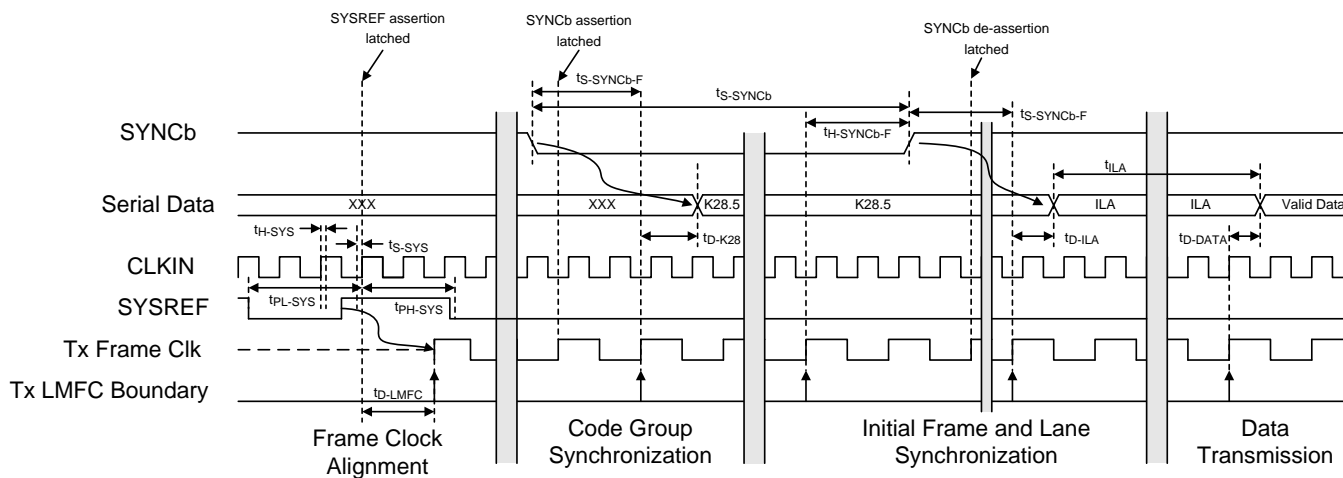 SYSREF assertion
latched
SYNCb assertion
latched
SYNCb de-assertion
latched
tS-SYNCb-F
tS-SYNCb
tS-SYNCb-F
SYNCb
tH-SYNCb-F
tILA
Serial Data
XXX
XXX
K28.5
K28.5
ILA
ILA
Valid Data
tH-SYS
tS-SYS
tD-K28
tD-ILA
tD-DATA
CLKIN
tPL-SYS
tPH-SYS
SYSREF
Tx Frame Clk
Tx LMFC Boundary
tD-LMFC
Frame Clock
Alignment
Code Group
Synchronization
Initial Frame and Lane
Synchronization
Data
Transmission